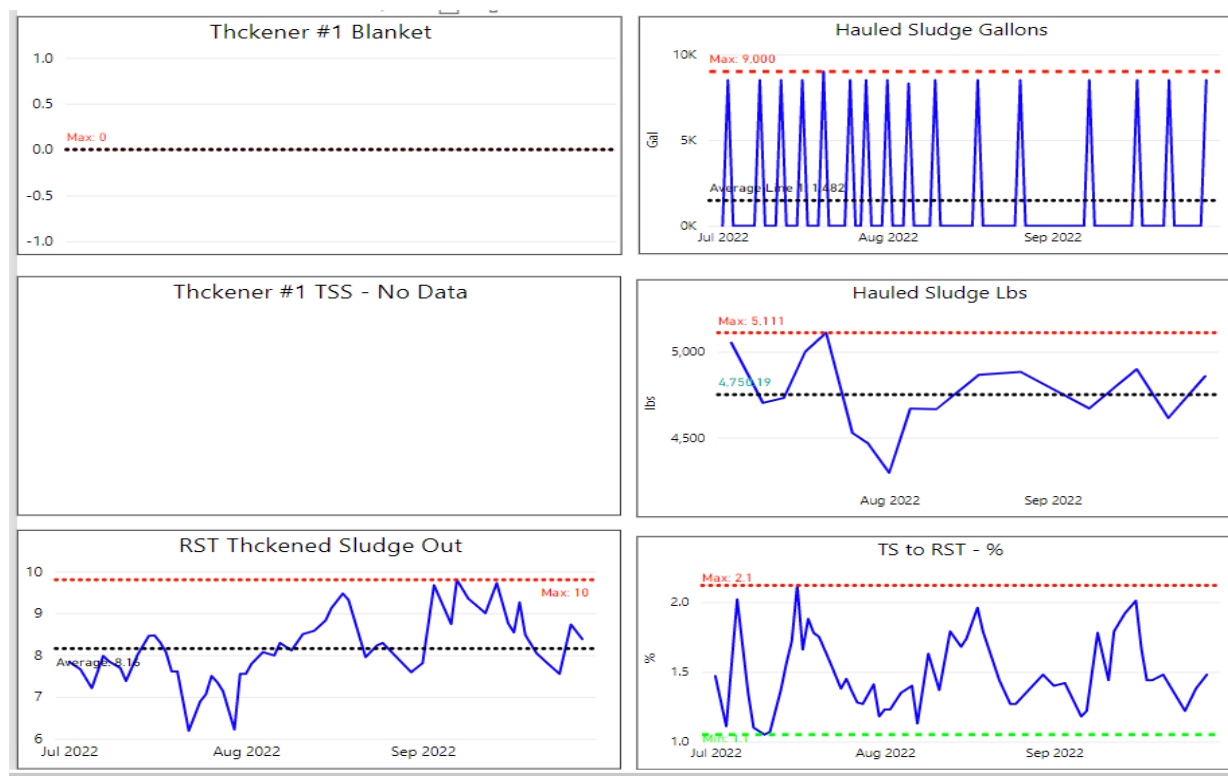 Thckener #1 Blanket
1.0
0.5
Max: 0
0.0
-0.5
-1.0
Hauled Sludge Gallons
10K
Max: 9.000
Gal
5K
Average Line 1: 1.482
0K
Jul 2022 Aug 2022 Sep 2022
Thckener #1 TSS - No Data
Hauled Sludge Lbs
Max: 5.111
5,000
4.750.19
lbs
4,500
Aug 2022 Sep 2022
RST Thckened Sludge Out
10
Max: 10
9
8
Average: 8.16
7
6
Jul 2022 Aug 2022 Sep 2022
TS to RST - %
Max: 2.1
2.0
%
1.5
1.0
Min: 1.1
Jul 2022 Aug 2022 Sep 2022